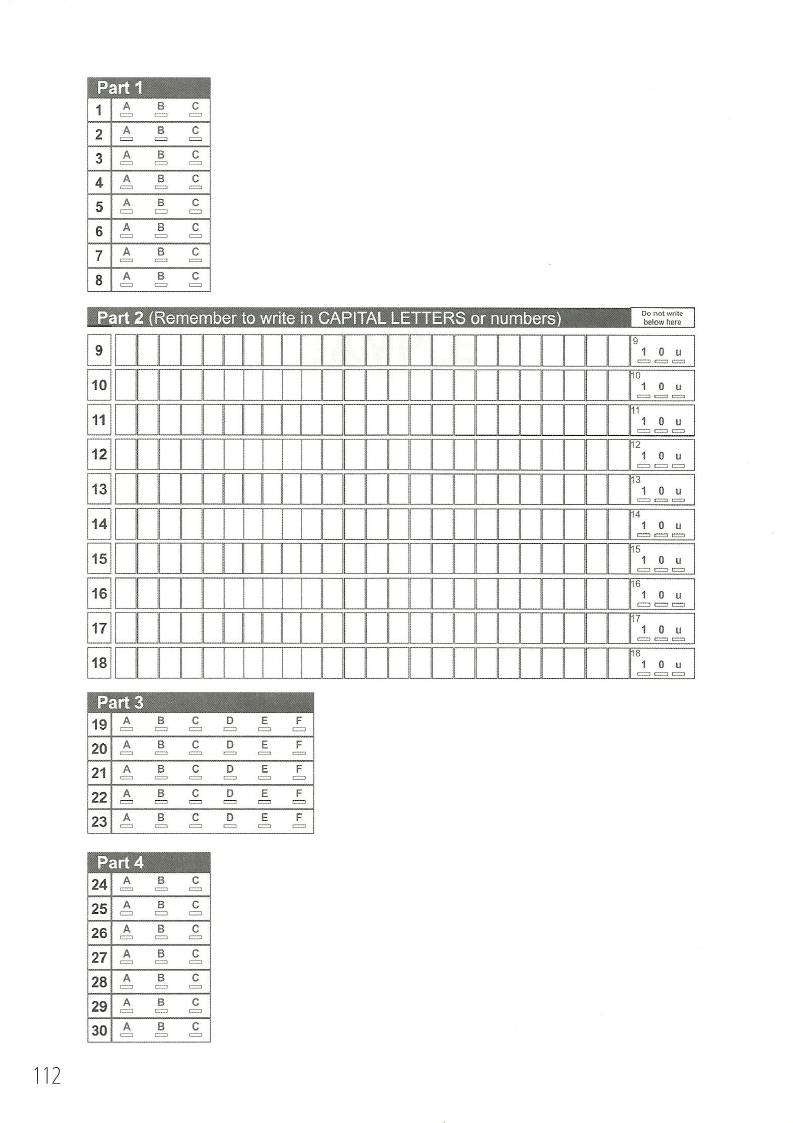 Part 1
1 A B C
2 A B C
3 A B C
4 A B C
5 A B C
6 A B C
7 A B C
8 A B C
Part 2 (Remember to write in CAPITAL LETTERS or numbers) Do not write
below here
9 9 1 0 u
10 10 1 0 u
11 11 1 0 u
12 12 1 0 u
13 13 1 0 u
14 14 1 0 u
15 15 1 0 u
16 16 1 0 u
17 17 1 0 u
18 18 1 0 u
Part 3
19 A B C D E F
20 A B C D E F
21 A B C D E F
22 A B C D E F
23 A B C D E F
Part 4
24 A B C
25 A B C
26 A B C
27 A B C
28 A B C
29 A B C
30 A B C
112